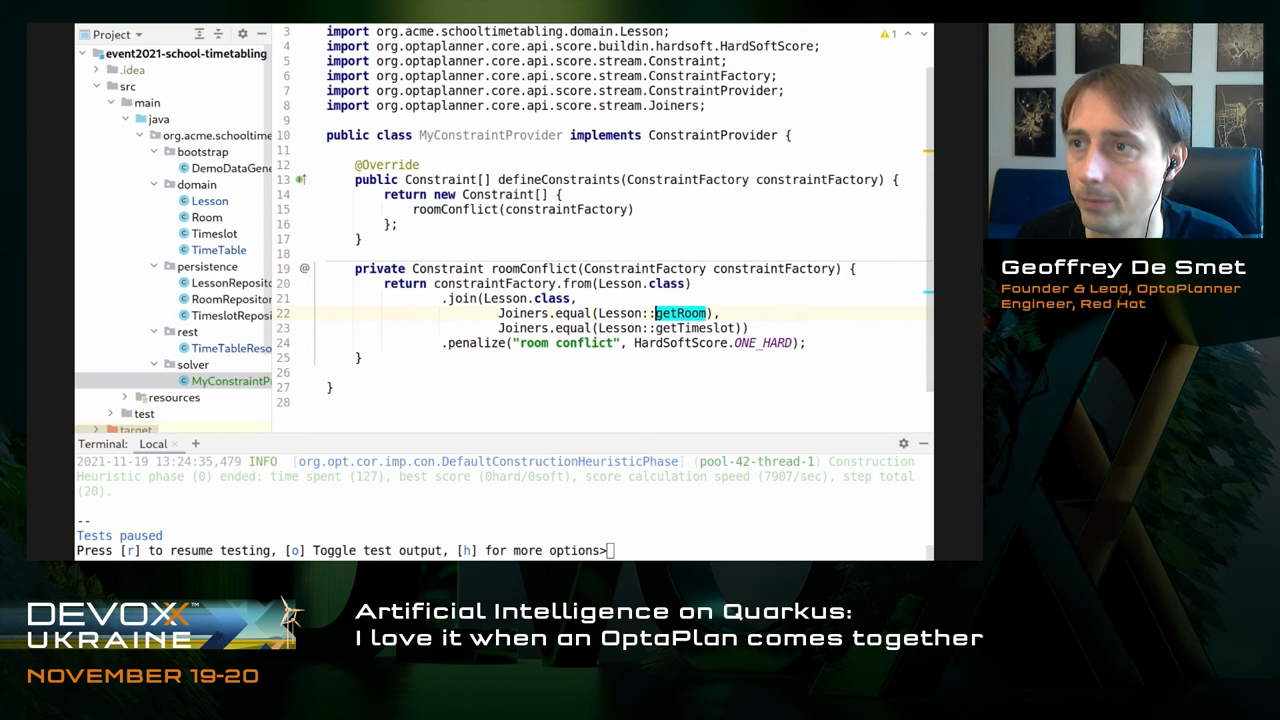 Project
event2021-school-timetabling
.idea
src
main
java
org.acme.schooltime
bootstrap
DemoDataGene
domain
Lesson
Room
Timeslot
TimeTable
persistence
LessonReposito
RoomRepositor
TimeslotReposi
rest
TimeTableReso
solver
MyConstraintP
resources
test
target
3 import org.acme.schooltimetabling.domain.Lesson;
4 import org.optaplanner.core.api.score.buildin.hardsoft.HardSoftScore;
5 import org.optaplanner.core.api.score.stream.Constraint;
6 import org.optaplanner.core.api.score.stream.ConstraintFactory;
7 import org.optaplanner.core.api.score.stream.ConstraintProvider;
8 import org.optaplanner.core.api.score.stream.Joiners;
9
10 public class MyConstraintProvider implements ConstraintProvider {
11
12 @Override
13 public Constraint[] defineConstraints(ConstraintFactory constraintFactory) {
14 return new Constraint[] {
15 roomConflict(constraintFactory)
16 };
17 }
18
19 @ private Constraint roomConflict(ConstraintFactory constraintFactory) {
20 return constraintFactory.from(Lesson.class)
21 .join(Lesson.class,
22 Joiners.equal(Lesson::getRoom),
23 Joiners.equal(Lesson::getTimeslot))
24 .penalize("room conflict", HardSoftScore.ONE_HARD);
25 }
26
27 }
28
1
Terminal: Local × +
2021-11-19 13:24:35,479 INFO [org.opt.cor.imp.con.DefaultConstructionHeuristicPhase] (pool-42-thread-1) Construction
Heuristic phase (0) ended: time spent (127), best score (0hard/0soft), score calculation speed (7907/sec), step total
(20).
--
Tests paused
Press [r] to resume testing, [o] Toggle test output, [h] for more options>
Geoffrey De Smet
Founder & Lead, OptaPlanner
Engineer, Red Hat
DEVOXX™
UKRAINE
NOVEMBER 19-20
Artificial Intelligence on Quarkus:
I love it when an OptaPlan comes together